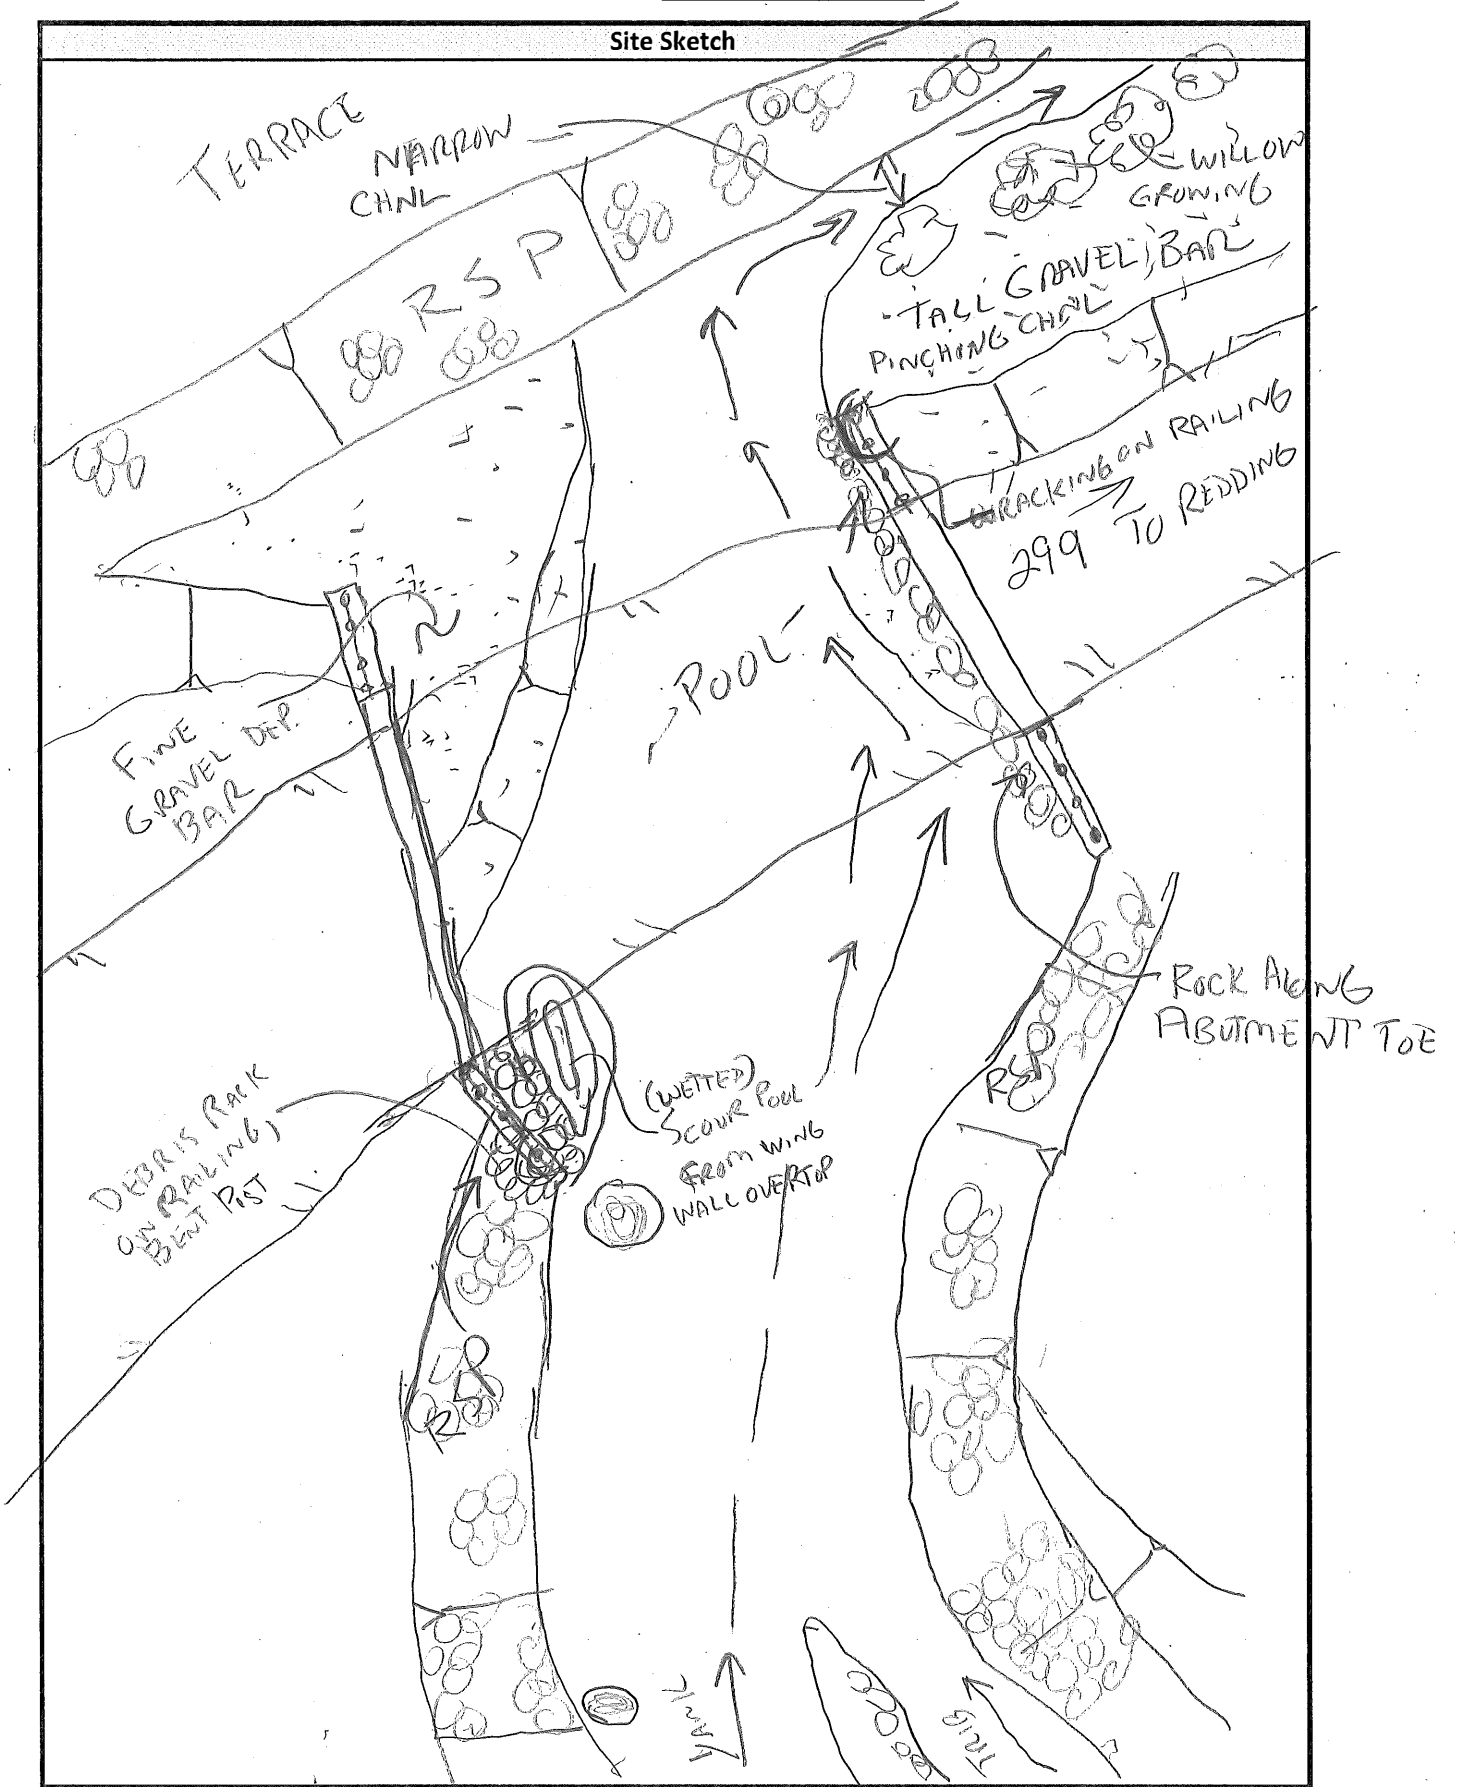 Site Sketch
TERRACE
NARROW
CHNL
WILLOW
GROWING
RSP
TALL GRAVEL BAR
PINCHING CHNL
WRACKING ON RAILING
299 TO REDDING
POOL
FINE
GRAVEL DEP.
BAR
ROCK ALONG
ABUTMENT TOE
RSP
DEBRIS RACK
ON RAILING,
BENT POST
(WETTED)
SCOUR POOL
FROM WING
WALL OVERTOP
RSP
TRIB